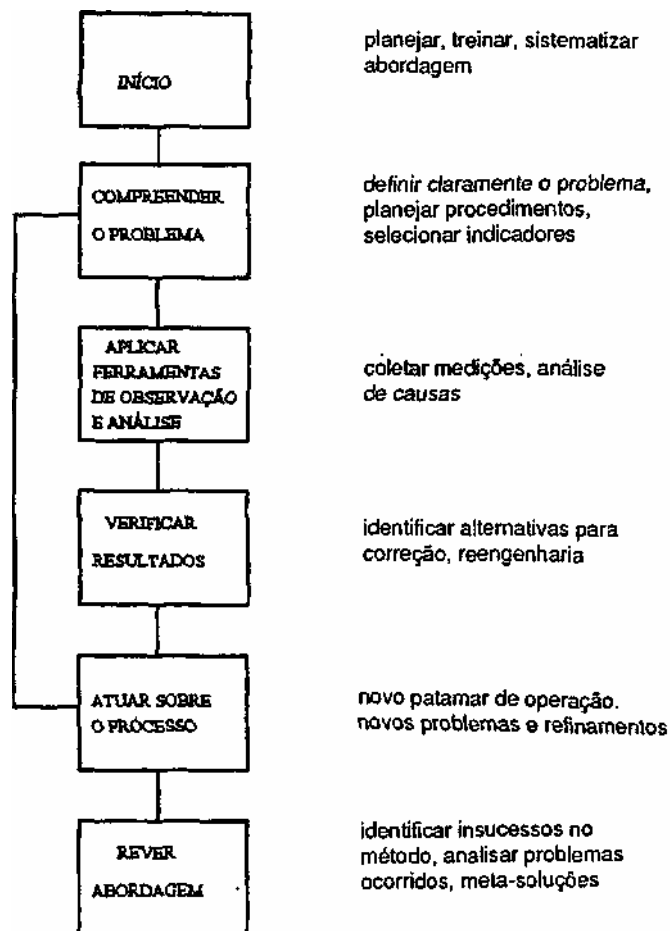 INÍCIO
planejar, treinar, sistematizar
abordagem
COMPREENDER
O PROBLEMA
definir claramente o problema,
planejar procedimentos,
selecionar indicadores
APLICAR
FERRAMENTAS
DE OBSERVAÇÃO
E ANÁLISE
coletar medições, análise
de causas
VERIFICAR
RESULTADOS
identificar alternativas para
correção, reengenharia
ATUAR SOBRE
O PROCESSO
novo patamar de operação.
novos problemas e refinamentos
REVER
ABORDAGEM
identificar insucessos no
método, analisar problemas
ocorridos, meta-soluções